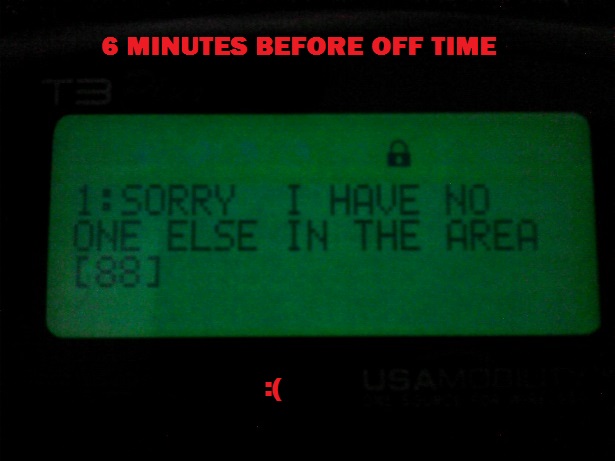 6 MINUTES BEFORE OFF TIME
T3
1:SORRY I HAVE NO
ONE ELSE IN THE AREA
[88]
:(
USAMOBILITY